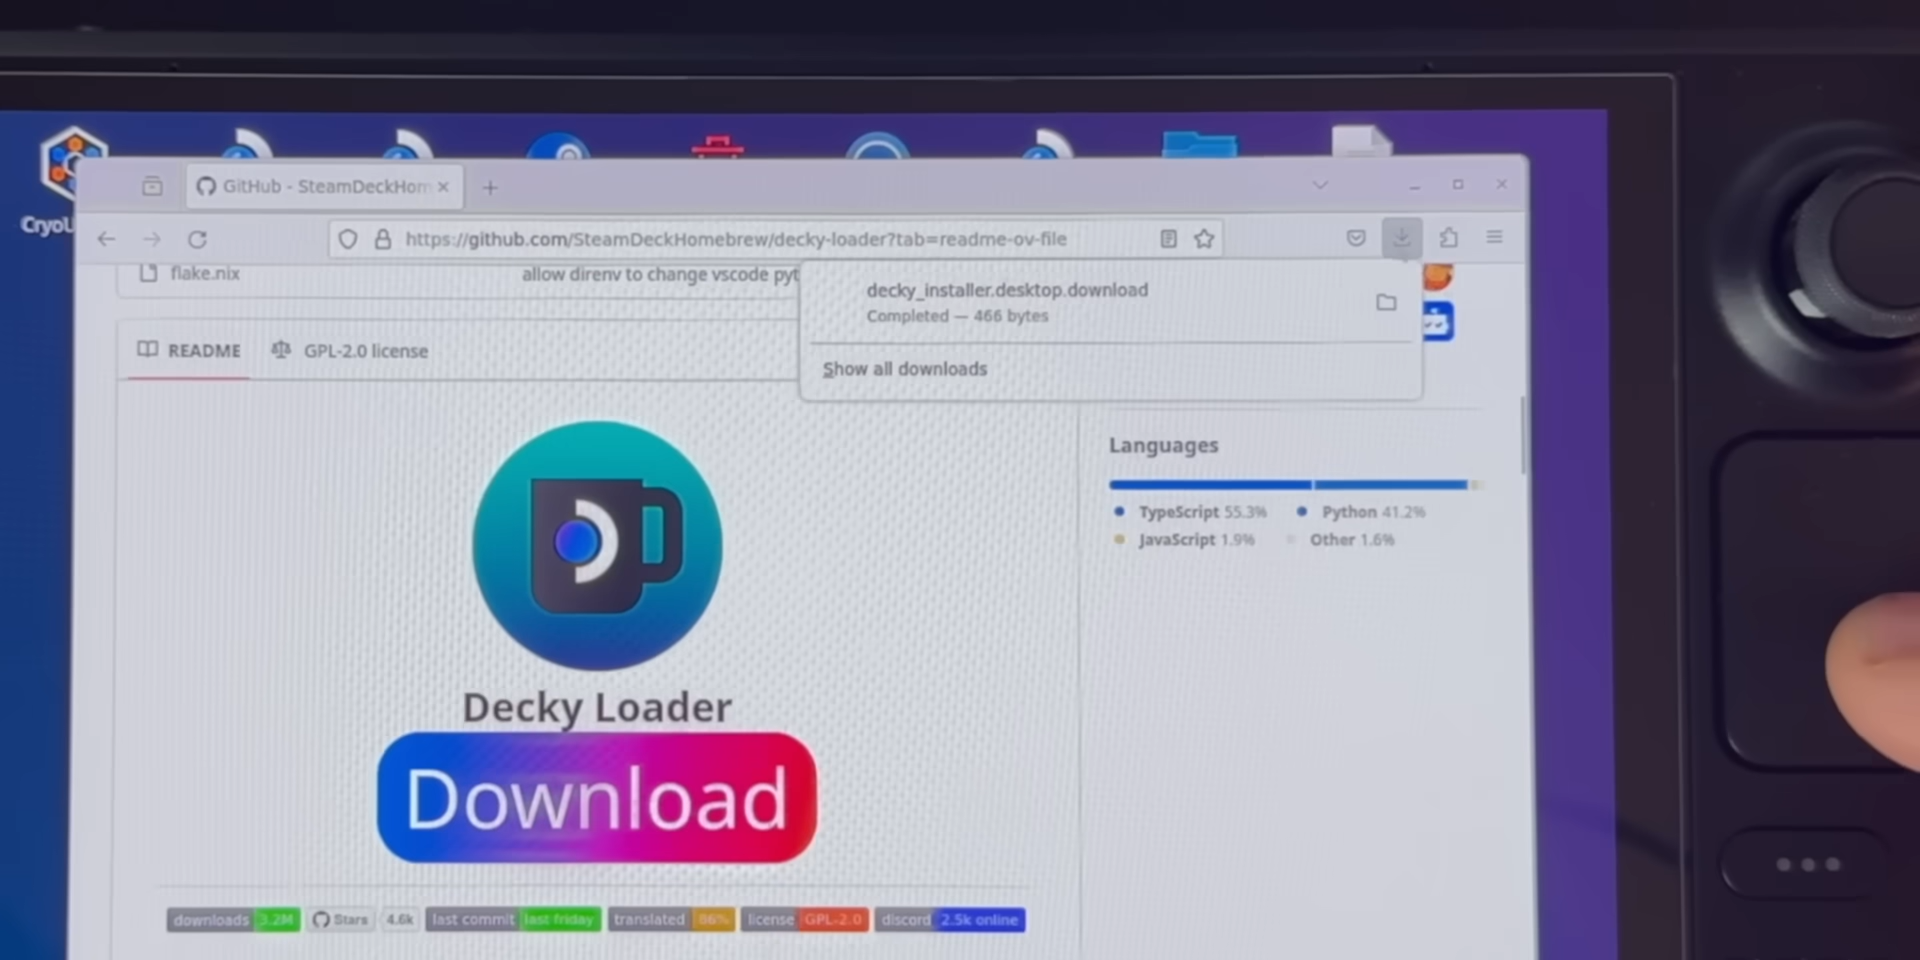 CryoU
GitHub - SteamDeckHom
https://github.com/SteamDeckHomebrew/decky-loader?tab=readme-ov-file
flake.nix
allow direnv to change vscode pyt
decky_installer.desktop.download
Completed — 466 bytes
Show all downloads
README
GPL-2.0 license
Languages
TypeScript 55.3%
Python 41.2%
JavaScript 1.9%
Other 1.6%
Decky Loader
Download
downloads 3.2M
Stars 4.6k
last commit last friday
translated 86%
license GPL-2.0
discord 2.5k online